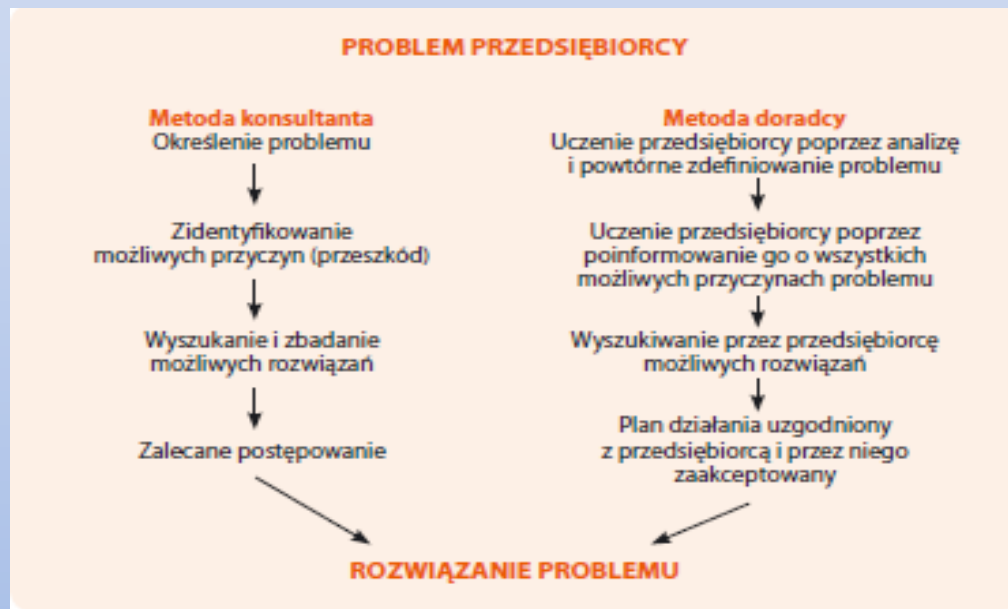 PROBLEM PRZEDSIĘBIORCY
Metoda konsultanta
Określenie problemu
Zidentyfikowanie
możliwych przyczyn (przeszkód)
Wyszukanie i zbadanie
możliwych rozwiązań
Zalecane postępowanie
Metoda doradcy
Uczenie przedsiębiorcy poprzez analizę
i powtórne zdefiniowanie problemu
Uczenie przedsiębiorcy poprzez
poinformowanie go o wszystkich
możliwych przyczynach problemu
Wyszukiwanie przez przedsiębiorcę
możliwych rozwiązań
Plan działania uzgodniony
z przedsiębiorcą i przez niego
zaakceptowany
ROZWIĄZANIE PROBLEMU